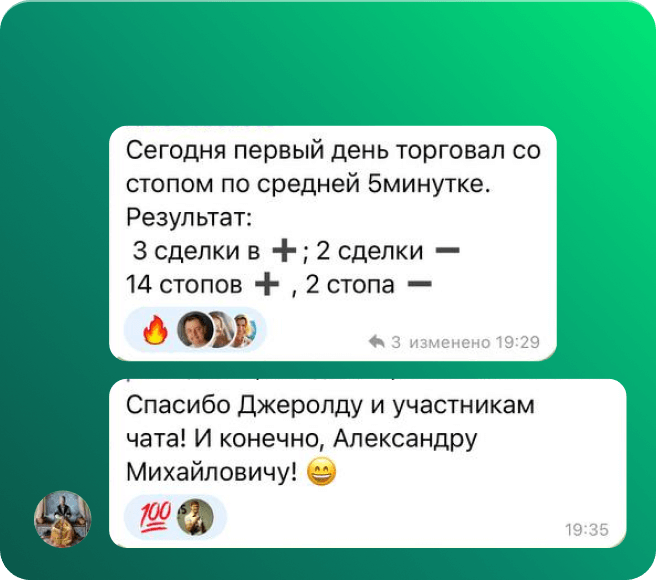 Сегодня первый день торговал со
стопом по средней 5минутке.
Результат:
3 сделки в ➕; 2 сделки ➖
14 стопов ➕ , 2 стопа ➖
3 изменено 19:29
Спасибо Джеролду и участникам
чата! И конечно, Александру
Михайловичу! 😄
💯
19:35